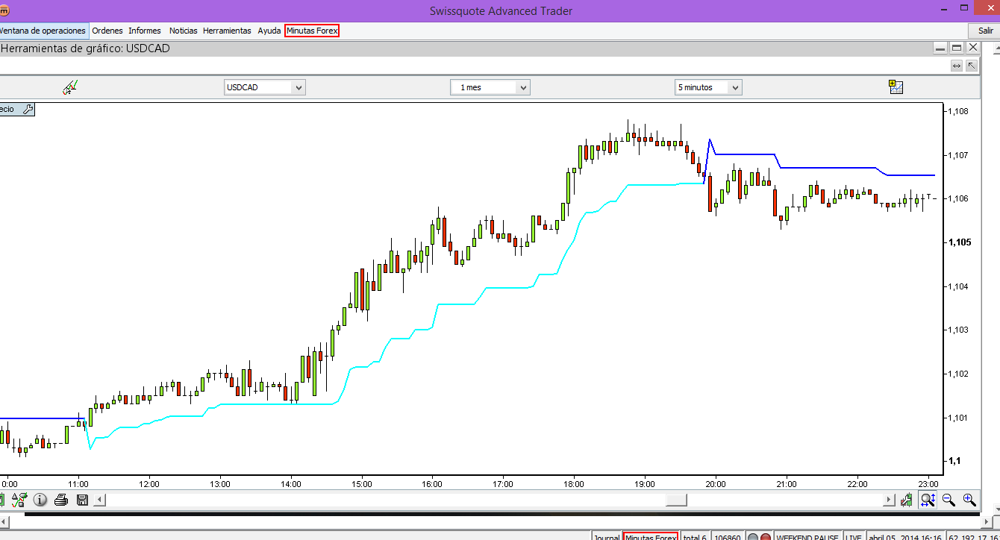 Swissquote Advanced Trader
Ventana de operaciones Ordenes Informes Noticias Herramientas Ayuda Minutas Forex Salir
Herramientas de gráfico: USDCAD
USDCAD 1 mes 5 minutos
ecio
1,108
1,107
1,106
1,105
1,104
1,103
1,102
1,101
1,1
0:00 11:00 12:00 13:00 14:00 15:00 16:00 17:00 18:00 19:00 20:00 21:00 22:00 23:00
Journal Minutas Forex total 6 106860 WEEKEND PAUSE LIVE abril 05, 2014 16:16 62.192.17.16